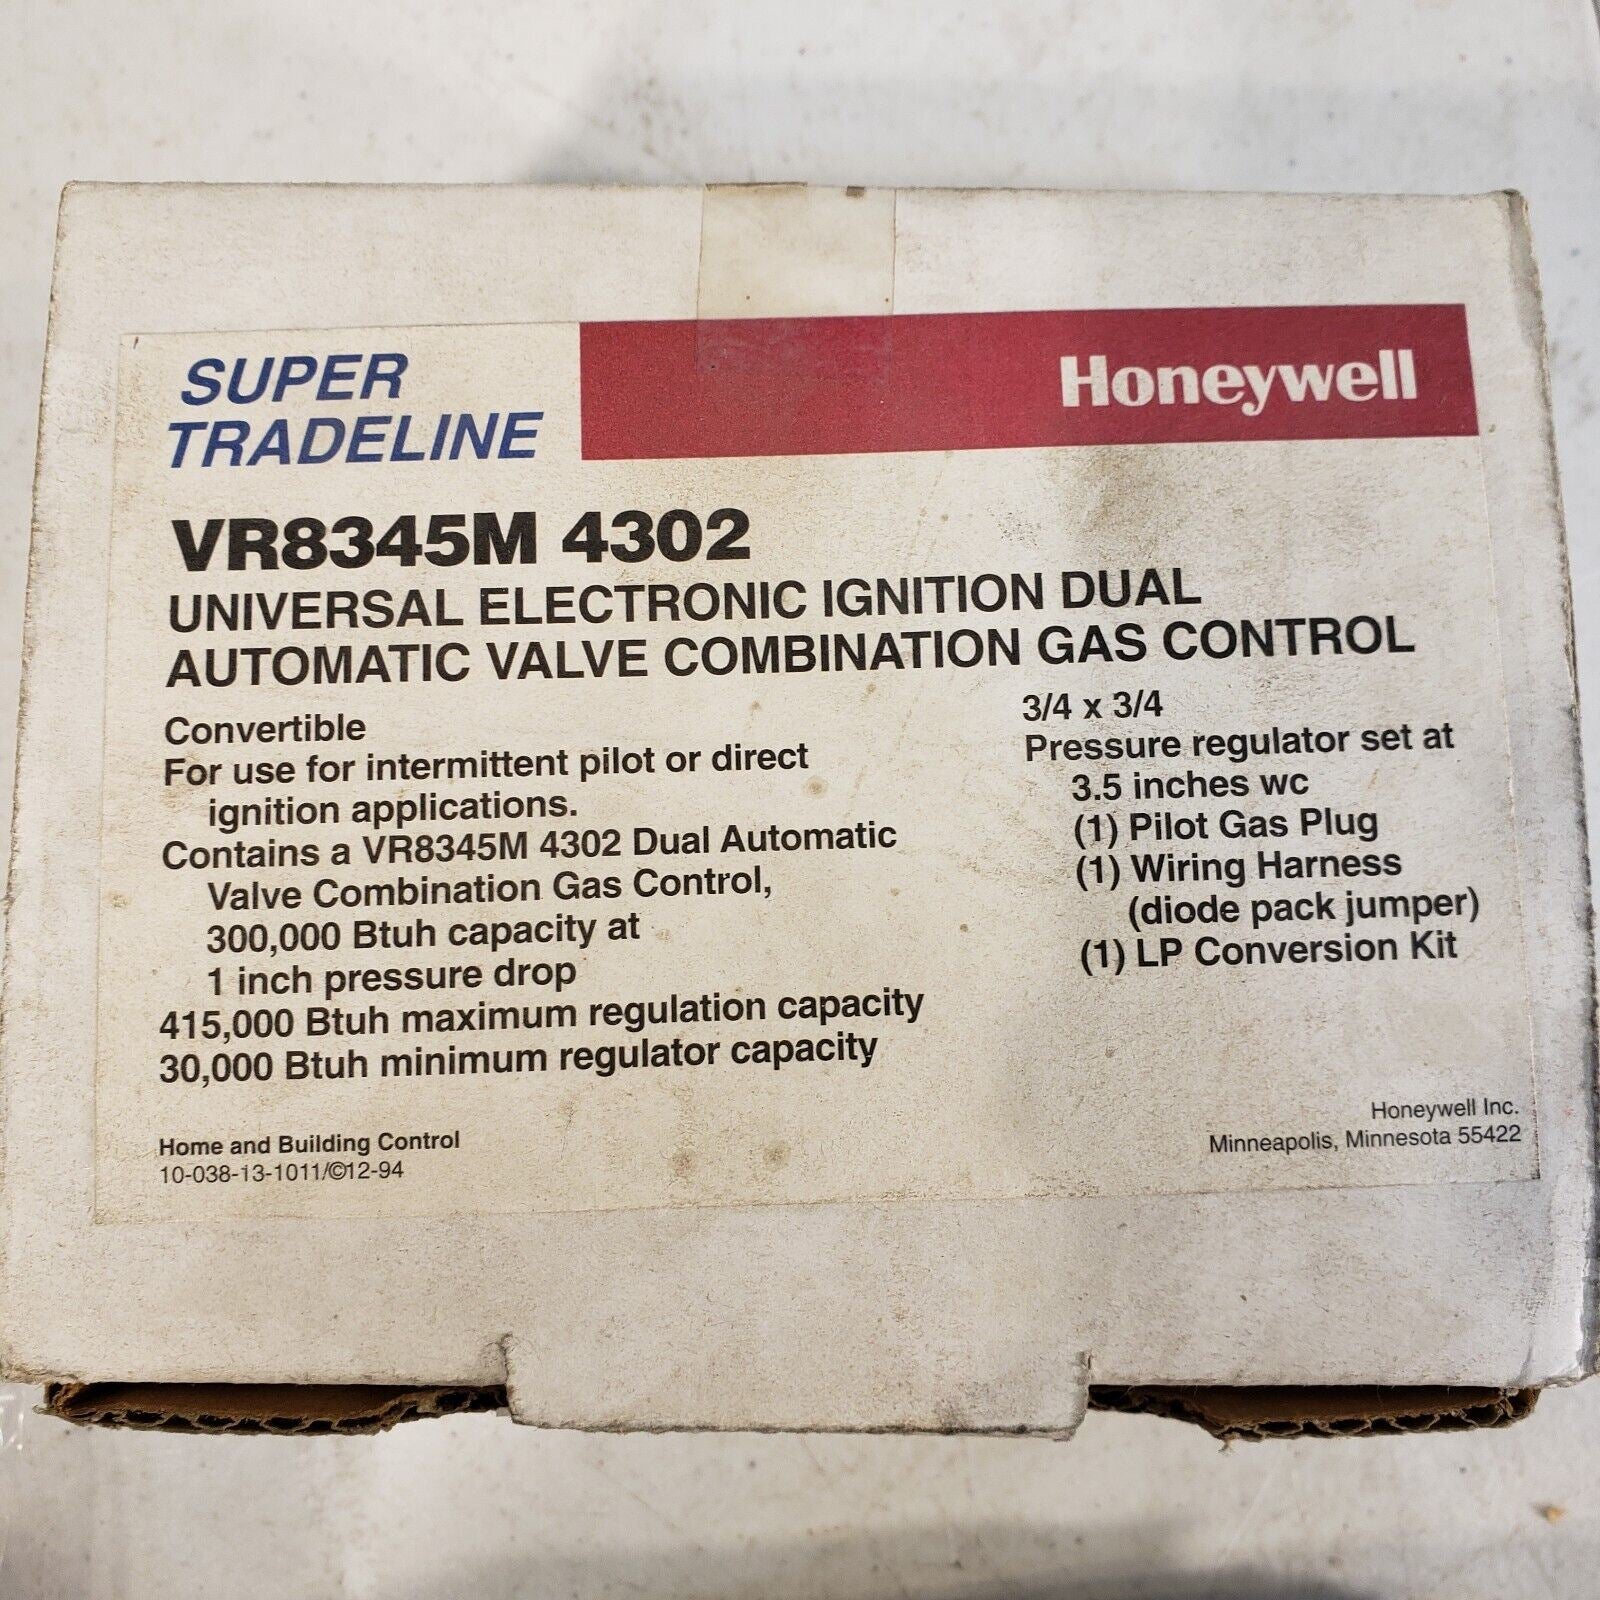 SUPER
TRADELINE
Honeywell
VR8345M 4302
UNIVERSAL ELECTRONIC IGNITION DUAL
AUTOMATIC VALVE COMBINATION GAS CONTROL
Convertible
For use for intermittent pilot or direct
ignition applications.
Contains a VR8345M 4302 Dual Automatic
Valve Combination Gas Control,
300,000 Btuh capacity at
1 inch pressure drop
415,000 Btuh maximum regulation capacity
30,000 Btuh minimum regulator capacity
3/4 x 3/4
Pressure regulator set at
3.5 inches wc
(1) Pilot Gas Plug
(1) Wiring Harness
(diode pack jumper)
(1) LP Conversion Kit
Home and Building Control
10-038-13-1011/©12-94
Honeywell Inc.
Minneapolis, Minnesota 55422